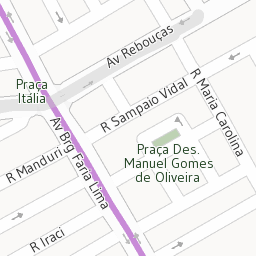 Av Rebouças
Praça
Itália
R Sampaio Vidal
R Maria Carolina
Av Brg Faria Lima
R Manduri
Praça Des.
Manuel Gomes
de Oliveira
R Iraci